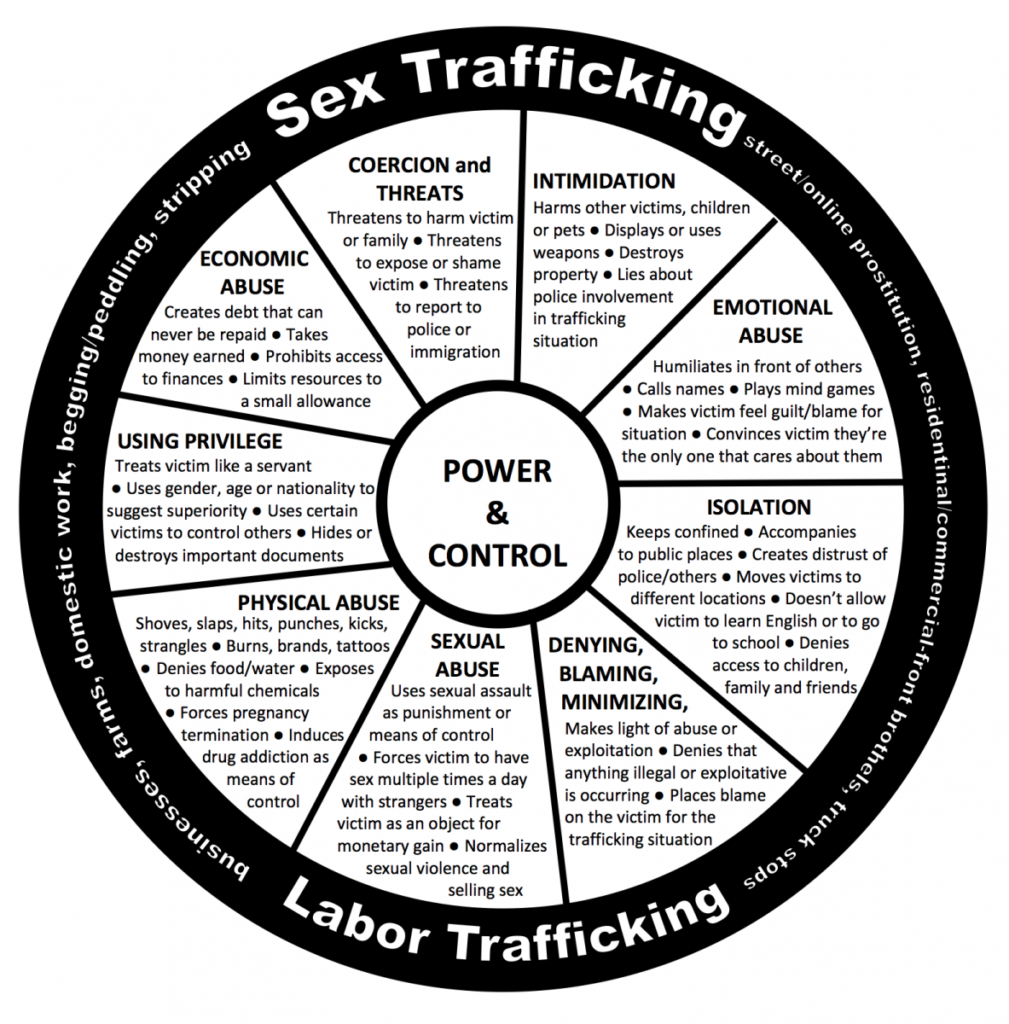 Sex Trafficking
street/online prostitution, residentinal/commercial-front brothels, truck stops
Labor Trafficking
businesses, farms, domestic work, begging/peddling, stripping
COERCION and
THREATS
Threatens to harm victim
or family ● Threatens
to expose or shame
victim ● Threatens
to report to
police or
immigration
INTIMIDATION
Harms other victims, children
or pets ● Displays or uses
weapons ● Destroys
property ● Lies about
police involvement
in trafficking
situation
EMOTIONAL
ABUSE
Humiliates in front of others
● Calls names ● Plays mind games
● Makes victim feel guilt/blame for
situation ● Convinces victim they’re
the only one that cares about them
ISOLATION
Keeps confined ● Accompanies
to public places ● Creates distrust of
police/others ● Moves victims to
different locations ● Doesn’t allow
victim to learn English or to go
to school ● Denies
access to children,
family and friends
DENYING,
BLAMING,
MINIMIZING,
Makes light of abuse or
exploitation ● Denies that
anything illegal or exploitative
is occurring ● Places blame
on the victim for the
trafficking situation
SEXUAL
ABUSE
Uses sexual assault
as punishment or
means of control
● Forces victim to have
sex multiple times a day
with strangers ● Treats
victim as an object for
monetary gain ● Normalizes
sexual violence and
selling sex
PHYSICAL ABUSE
Shoves, slaps, hits, punches, kicks,
strangles ● Burns, brands, tattoos
● Denies food/water ● Exposes
to harmful chemicals
● Forces pregnancy
termination ● Induces
drug addiction as
means of
control
USING PRIVILEGE
Treats victim like a servant
● Uses gender, age or nationality to
suggest superiority ● Uses certain
victims to control others ● Hides or
destroys important documents
ECONOMIC
ABUSE
Creates debt that can
never be repaid ● Takes
money earned ● Prohibits access
to finances ● Limits resources to
a small allowance
POWER
&
CONTROL